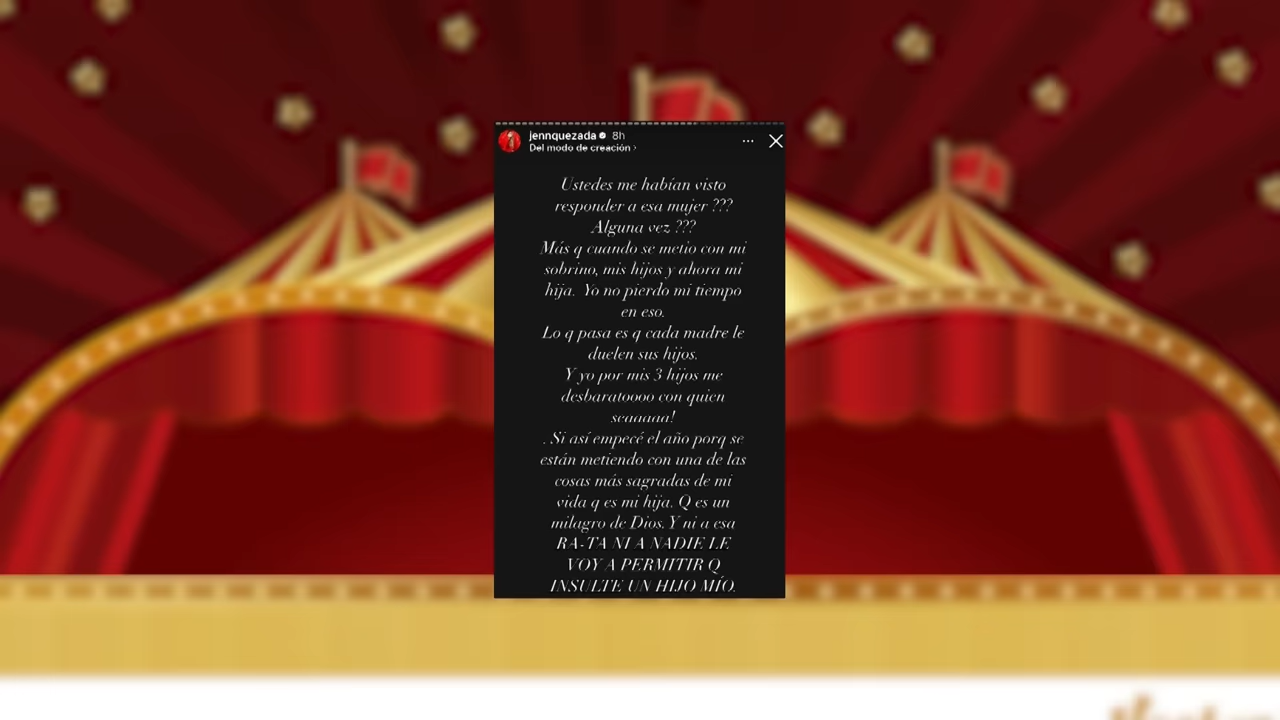 jennquezada 8h
Del modo de creación ›
Ustedes me habían visto
responder a esa mujer ???
Alguna vez ???
Más q cuando se metio con mi
sobrino, mis hijos y ahora mi
hija. Yo no pierdo mi tiempo
en eso.
Lo q pasa es q cada madre le
duelen sus hijos.
Y yo por mis 3 hijos me
desbaratoooo con quien
seaaaaa!
. Si así empecé el año porq se
están metiendo con una de las
cosas más sagradas de mi
vida q es mi hija. Q es un
milagro de Dios. Y ni a esa
RA-TA NI A NADIE LE
VOY A PERMITIR Q
INSULTE UN HIJO MÍO.